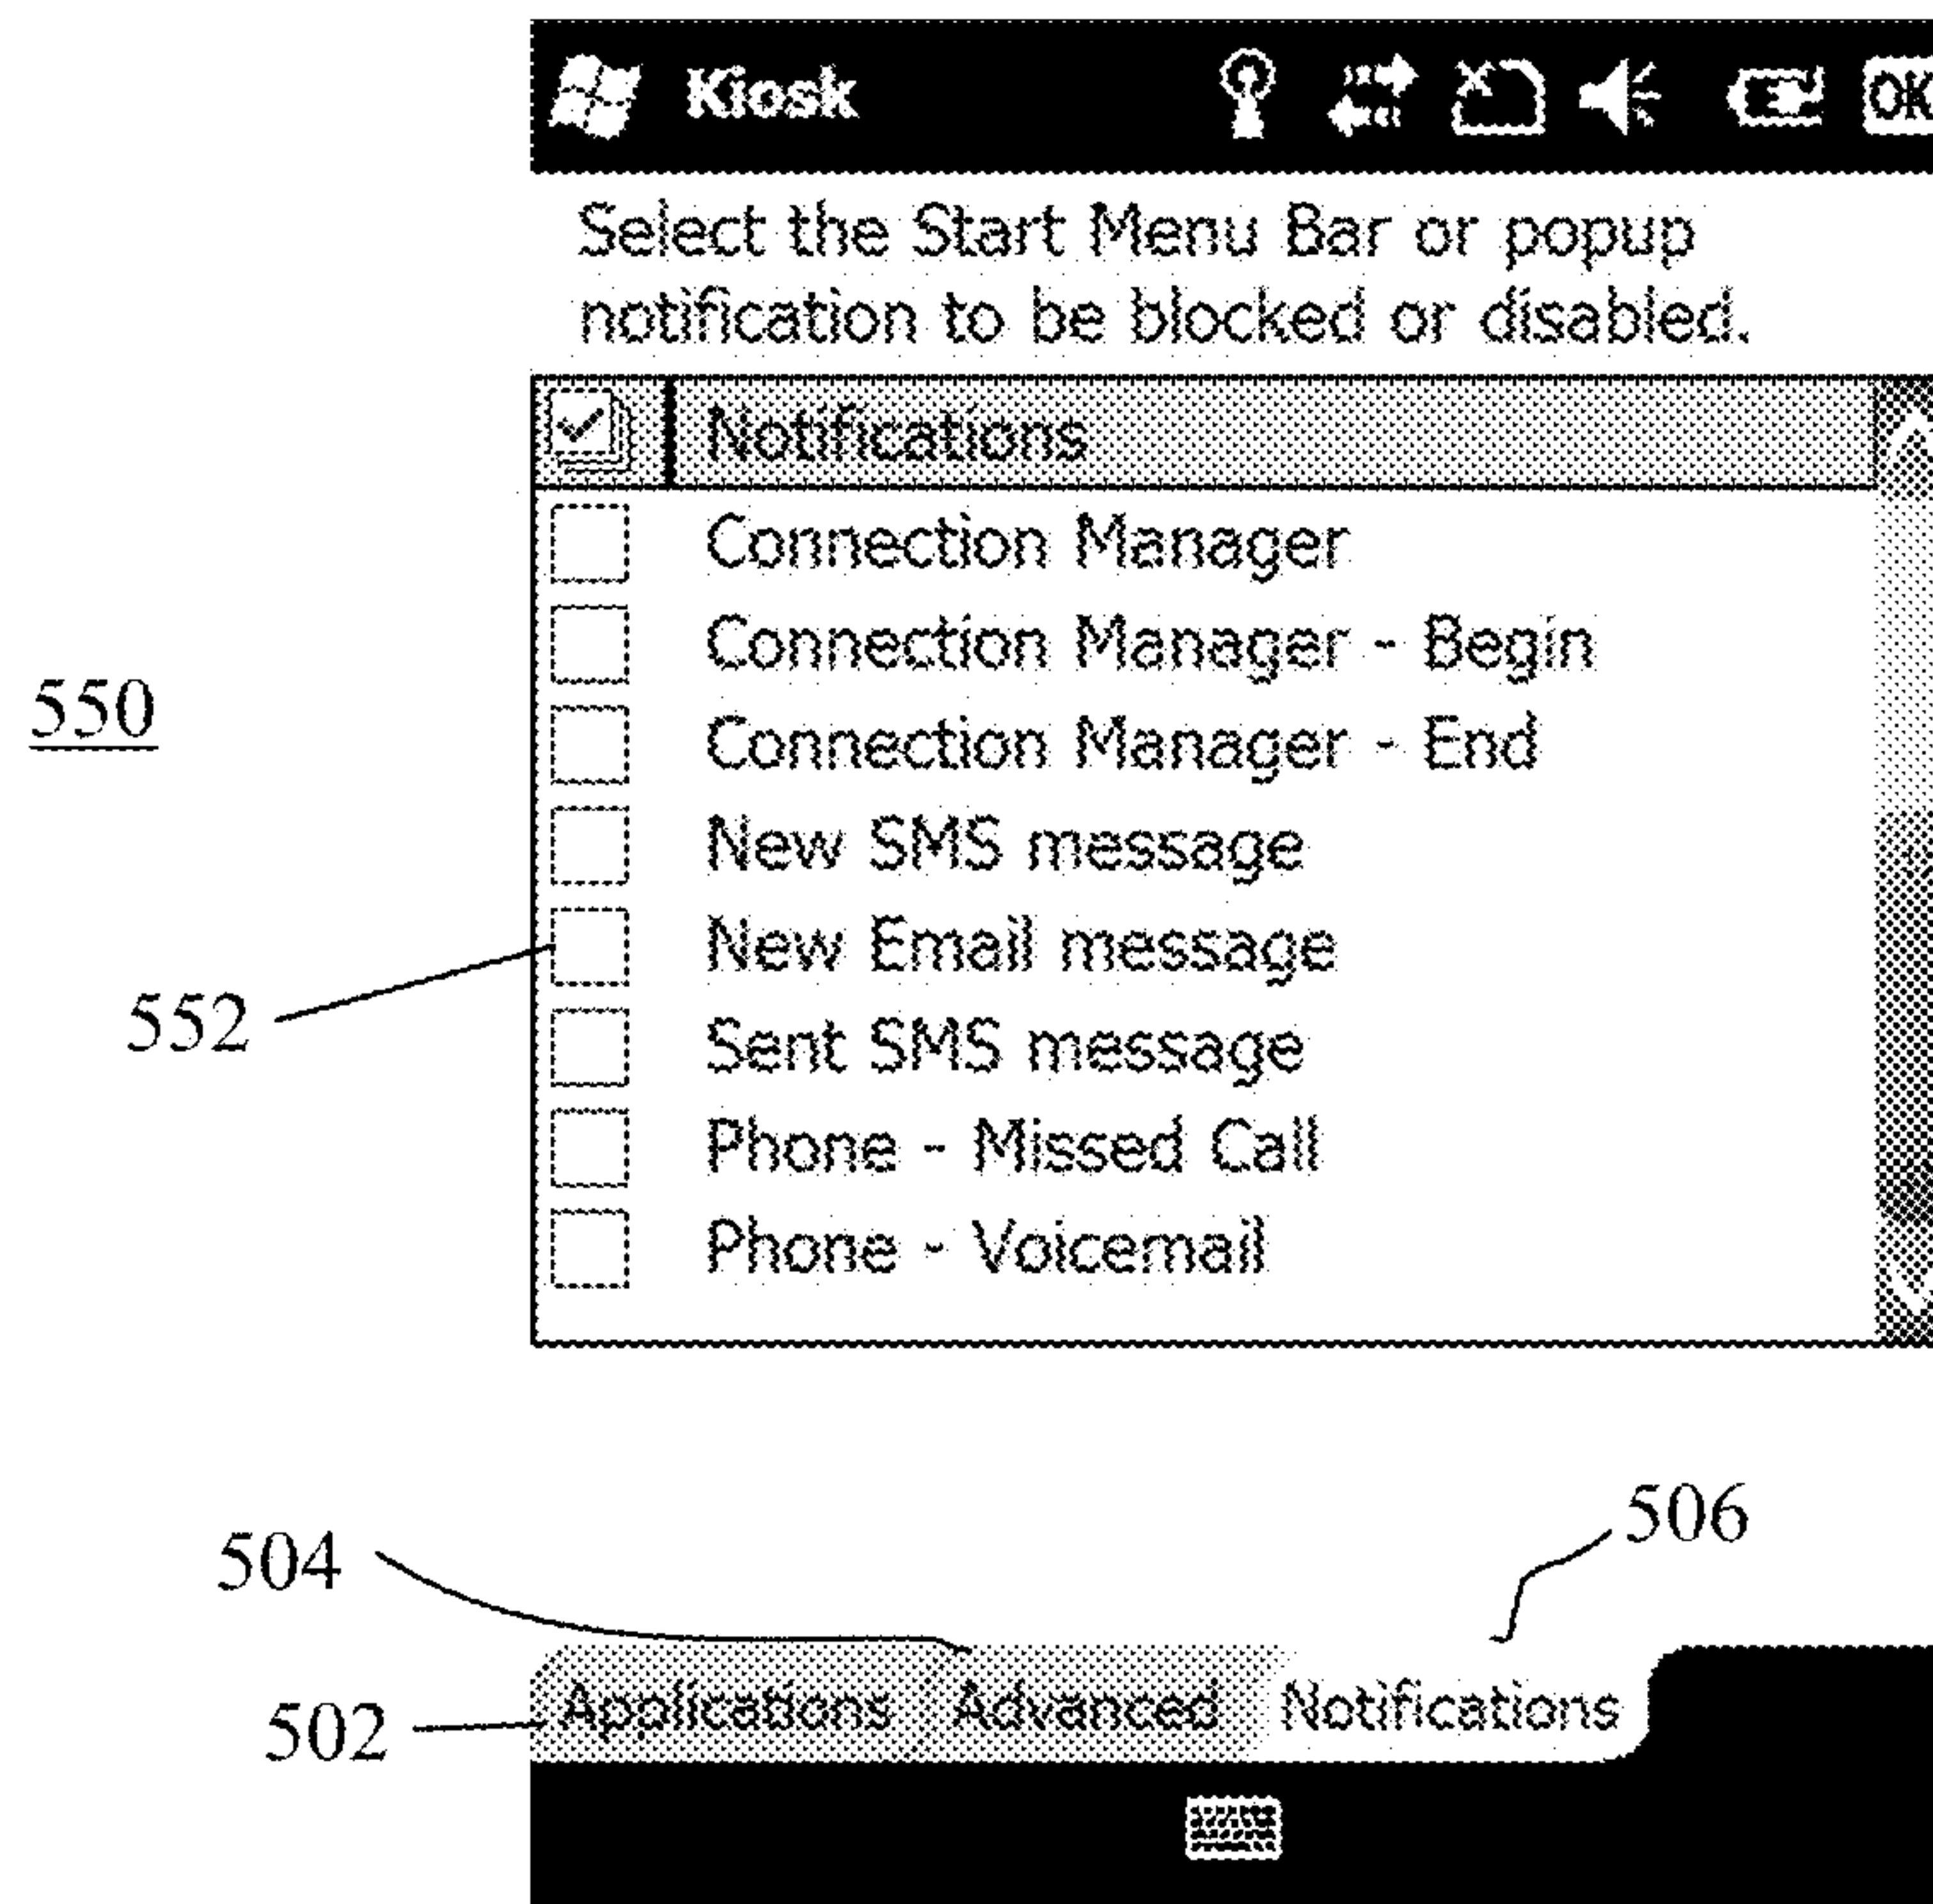 Kiosk OK
Select the Start Menu Bar or popup
notification to be blocked or disabled.
Notifications
Connection Manager
Connection Manager - Begin
550
Connection Manager - End
New SMS message
New Email message
552
Sent SMS message
Phone - Missed Call
Phone - Voicemail
506
504
502
Applications Advanced Notifications